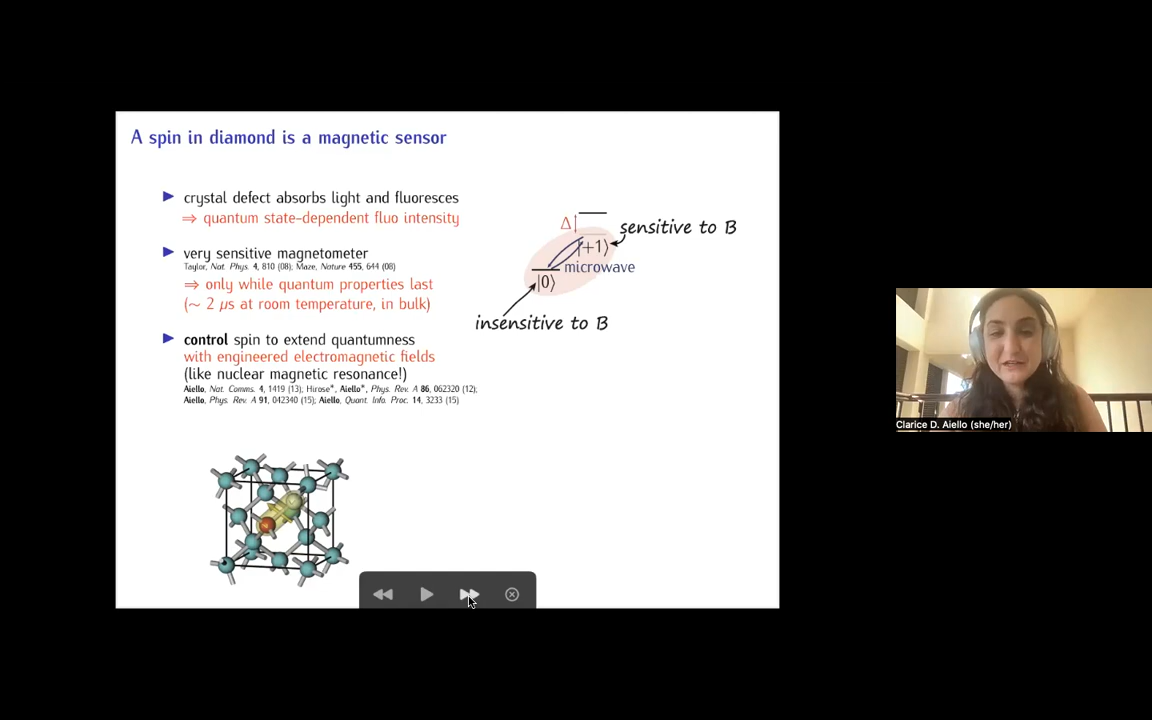 A spin in diamond is a magnetic sensor
▶ crystal defect absorbs light and fluoresces
⇒ quantum state-dependent fluo intensity
▶ very sensitive magnetometer
Taylor, Nat. Phys. 4, 810 (08); Maze, Nature 455, 644 (08)
⇒ only while quantum properties last
(∼ 2 μs at room temperature, in bulk)
▶ control spin to extend quantumness
with engineered electromagnetic fields
(like nuclear magnetic resonance!)
Aiello, Nat. Comms. 4, 1419 (13); Hirose*, Aiello*, Phys. Rev. A 86, 062320 (12);
Aiello, Phys. Rev. A 91, 042340 (15); Aiello, Quant. Info. Proc. 14, 3233 (15)
Δ
sensitive to B
|+1⟩
microwave
|0⟩
insensitive to B
Clarice D. Aiello (she/her)